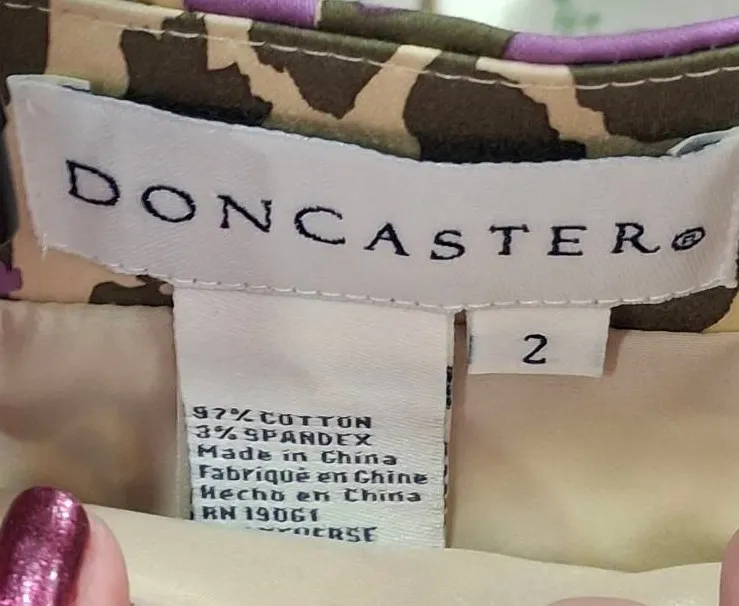 DONCASTER®
2
97% COTTON
3% SPANDEX
Made in China
Fabriqué en Chine
Hecho en China
RN 19061